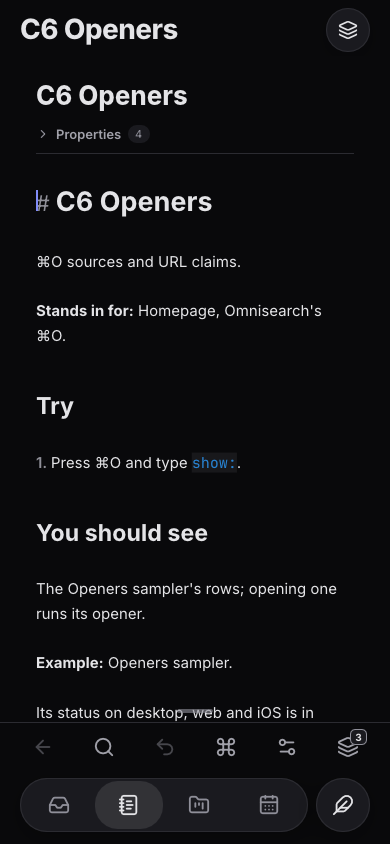 C6 Openers
C6 Openers
Properties 4
# C6 Openers
⌘O sources and URL claims.
Stands in for: Homepage, Omnisearch's
⌘O.
Try
1. Press ⌘O and type show:.
You should see
The Openers sampler's rows; opening one
runs its opener.
Example: Openers sampler.
Its status on desktop, web and iOS is in
3